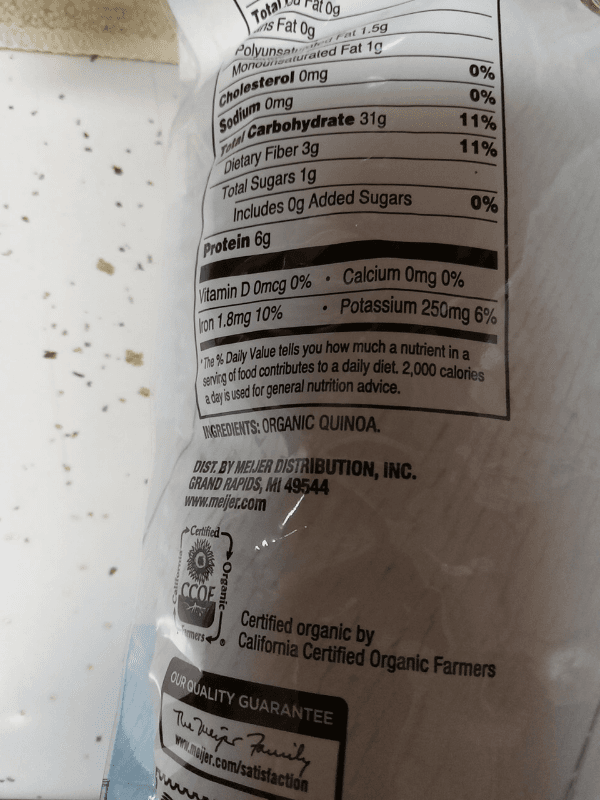 Fat 0g
Fat 0g
Fat 1.5g
Monounsaturated Fat 1g
Cholesterol 0mg 0%
Sodium 0mg 0%
Total Carbohydrate 31g 11%
Dietary Fiber 3g 11%
Total Sugars 1g
Includes 0g Added Sugars 0%
Protein 6g
Vitamin D 0mcg 0% • Calcium 0mg 0%
Iron 1.8mg 10% • Potassium 250mg 6%
*The % Daily Value tells you how much a nutrient in a
serving of food contributes to a daily diet. 2,000 calories
a day is used for general nutrition advice.
INGREDIENTS: ORGANIC QUINOA.
DIST. BY MEIJER DISTRIBUTION, INC.
GRAND RAPIDS, MI 49544
www.meijer.com
Certified
Organic
California
CCOF
®
Certified organic by
California Certified Organic Farmers
OUR QUALITY GUARANTEE
The Meijer Family
www.meijer.com/satisfaction